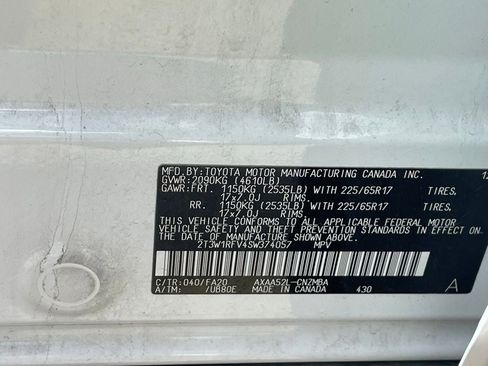 MFD.BY:TOYOTA MOTOR MANUFACTURING CANADA INC. 12
GVWR:2090KG (4610LB)
GAWR:FRT. 1150KG (2535LB) WITH 225/65R17 TIRES,
17x7.0J RIMS,
RR. 1150KG (2535LB) WITH 225/65R17 TIRES,
17x7.0J RIMS.
THIS VEHICLE CONFORMS TO ALL APPLICABLE FEDERAL MOTOR
VEHICLE SAFETY AND THEFT PREVENTION STANDARDS IN EFFECT
ON THE DATE OF MANUFACTURE SHOWN ABOVE.
2T3W1RFV4SW374057 MPV
C/TR:040/FA20 AXAA52L-CNZMBA A
A/TM: /UB80E MADE IN CANADA 430